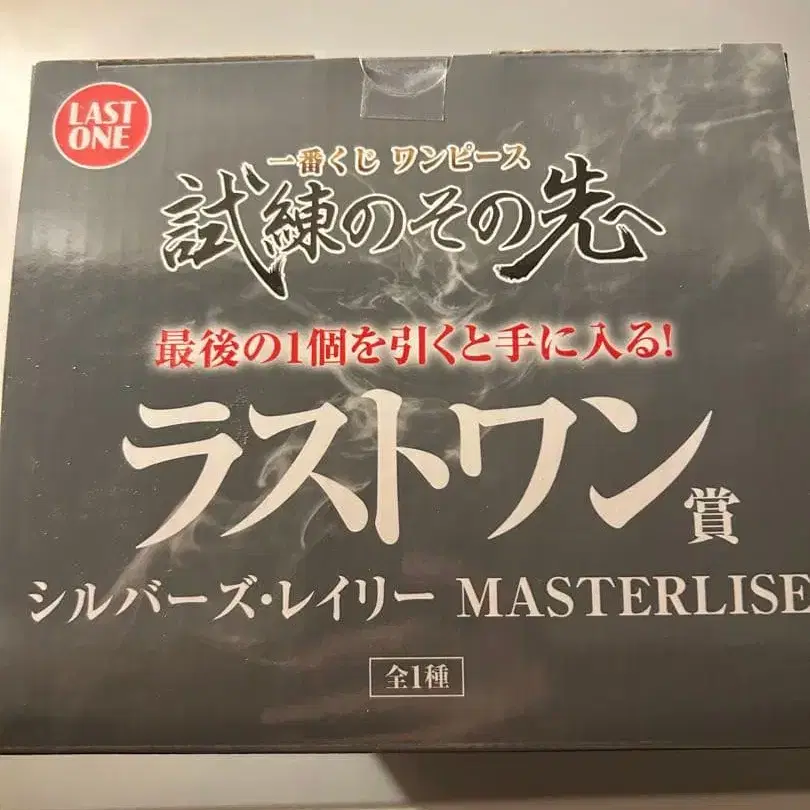 LAST
ONE
一番くじ ワンピース
試練のその先へ
最後の1個を引くと手に入る!
ラストワン賞
シルバーズ・レイリー MASTERLISE
全1種